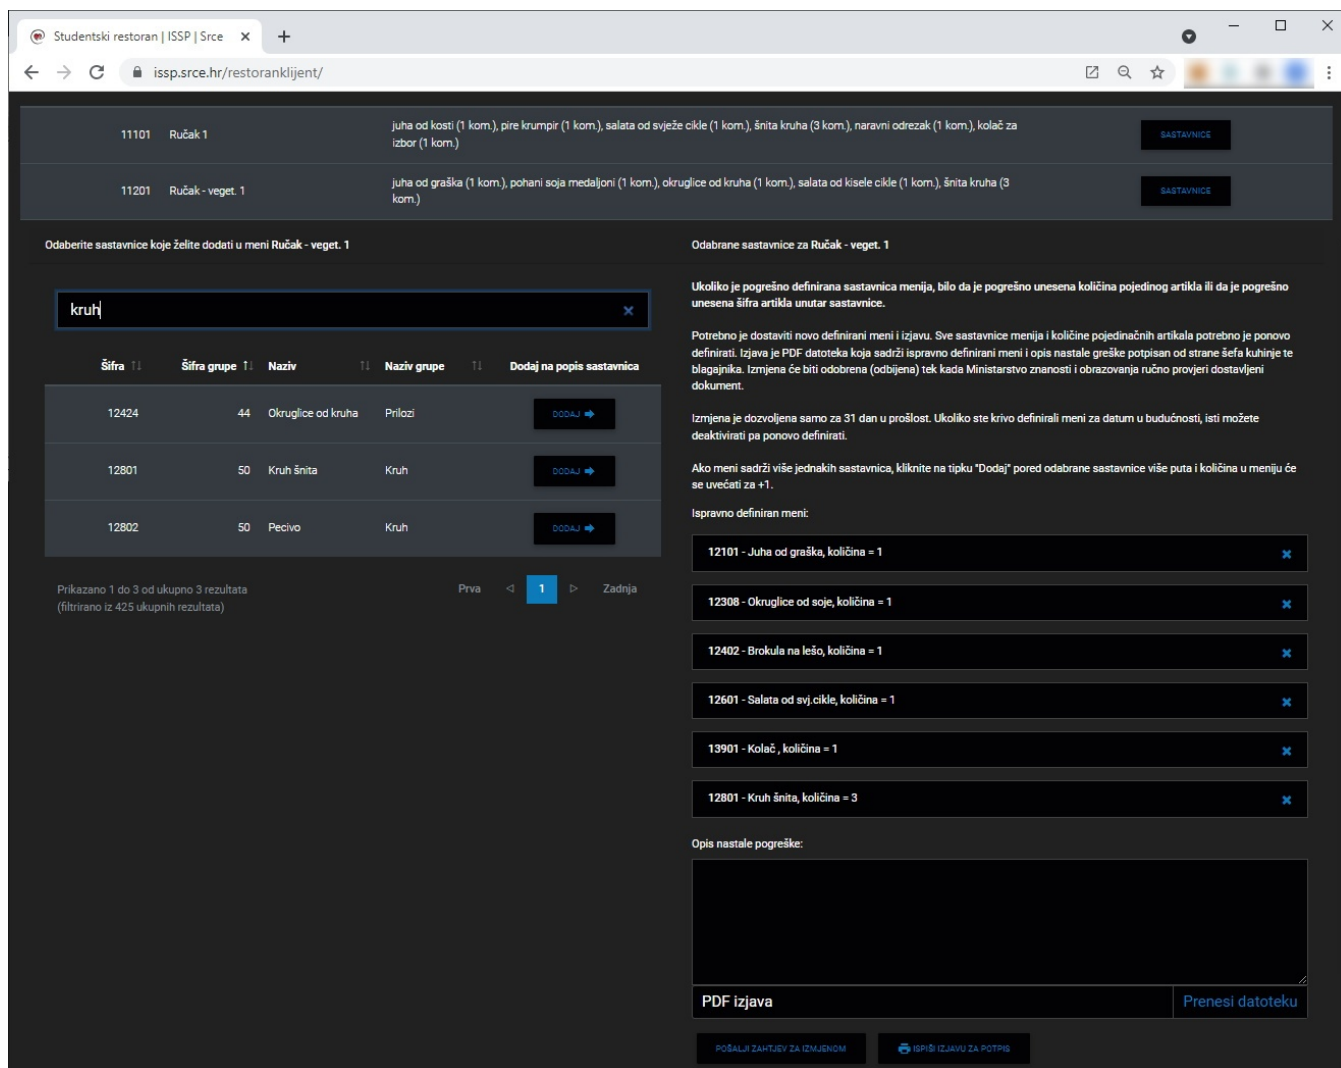 Studentski restoran | ISSP | Srce
issp.srce.hr/restoranklijent/
11101 Ručak 1 juha od kosti (1 kom.), pire krumpir (1 kom.), salata od svježe cikle (1 kom.), šnita kruha (3 kom.), naravni odrezak (1 kom.), kolač za
izbor (1 kom.)
SASTAVNICE
11201 Ručak - veget. 1 juha od graška (1 kom.), pohani soja medaljoni (1 kom.), okruglice od kruha (1 kom.), salata od kisele cikle (1 kom.), šnita kruha (3
kom.)
SASTAVNICE
Odaberite sastavnice koje želite dodati u meni Ručak - veget. 1
kruh
Šifra Šifra grupe Naziv Naziv grupe Dodaj na popis sastavnica
12424 44 Okruglice od kruha Prilozi DODAJ
12801 50 Kruh šnita Kruh DODAJ
12802 50 Pecivo Kruh DODAJ
Prikazano 1 do 3 od ukupno 3 rezultata
(filtrirano iz 425 ukupnih rezultata)
Prva 1 Zadnja
Odabrane sastavnice za Ručak - veget. 1
Ukoliko je pogrešno definirana sastavnica menija, bilo da je pogrešno unesena količina pojedinog artikla ili da je pogrešno
unesena šifra artikla unutar sastavnice.
Potrebno je dostaviti novo definirani meni i izjavu. Sve sastavnice menija i količine pojedinačnih artikala potrebno je ponovo
definirati. Izjava je PDF datoteka koja sadrži ispravno definirani meni i opis nastale greške potpisan od strane šefa kuhinje te
blagajnika. Izmjena će biti odobrena (odbijena) tek kada Ministarstvo znanosti i obrazovanja ručno provjeri dostavljeni
dokument.
Izmjena je dozvoljena samo za 31 dan u prošlost. Ukoliko ste krivo definirali meni za datum u budućnosti, isti možete
deaktivirati pa ponovo definirati.
Ako meni sadrži više jednakih sastavnica, kliknite na tipku "Dodaj" pored odabrane sastavnice više puta i količina u meniju će
se uvećati za +1.
Ispravno definiran meni:
12101 - Juha od graška, količina = 1
12308 - Okruglice od soje, količina = 1
12402 - Brokula na lešo, količina = 1
12601 - Salata od svj.cikle, količina = 1
13901 - Kolač , količina = 1
12801 - Kruh šnita, količina = 3
Opis nastale pogreške:
PDF izjava Prenesi datoteku
POŠALJI ZAHTJEV ZA IZMJENOM ISPIŠI IZJAVU ZA POTPIS